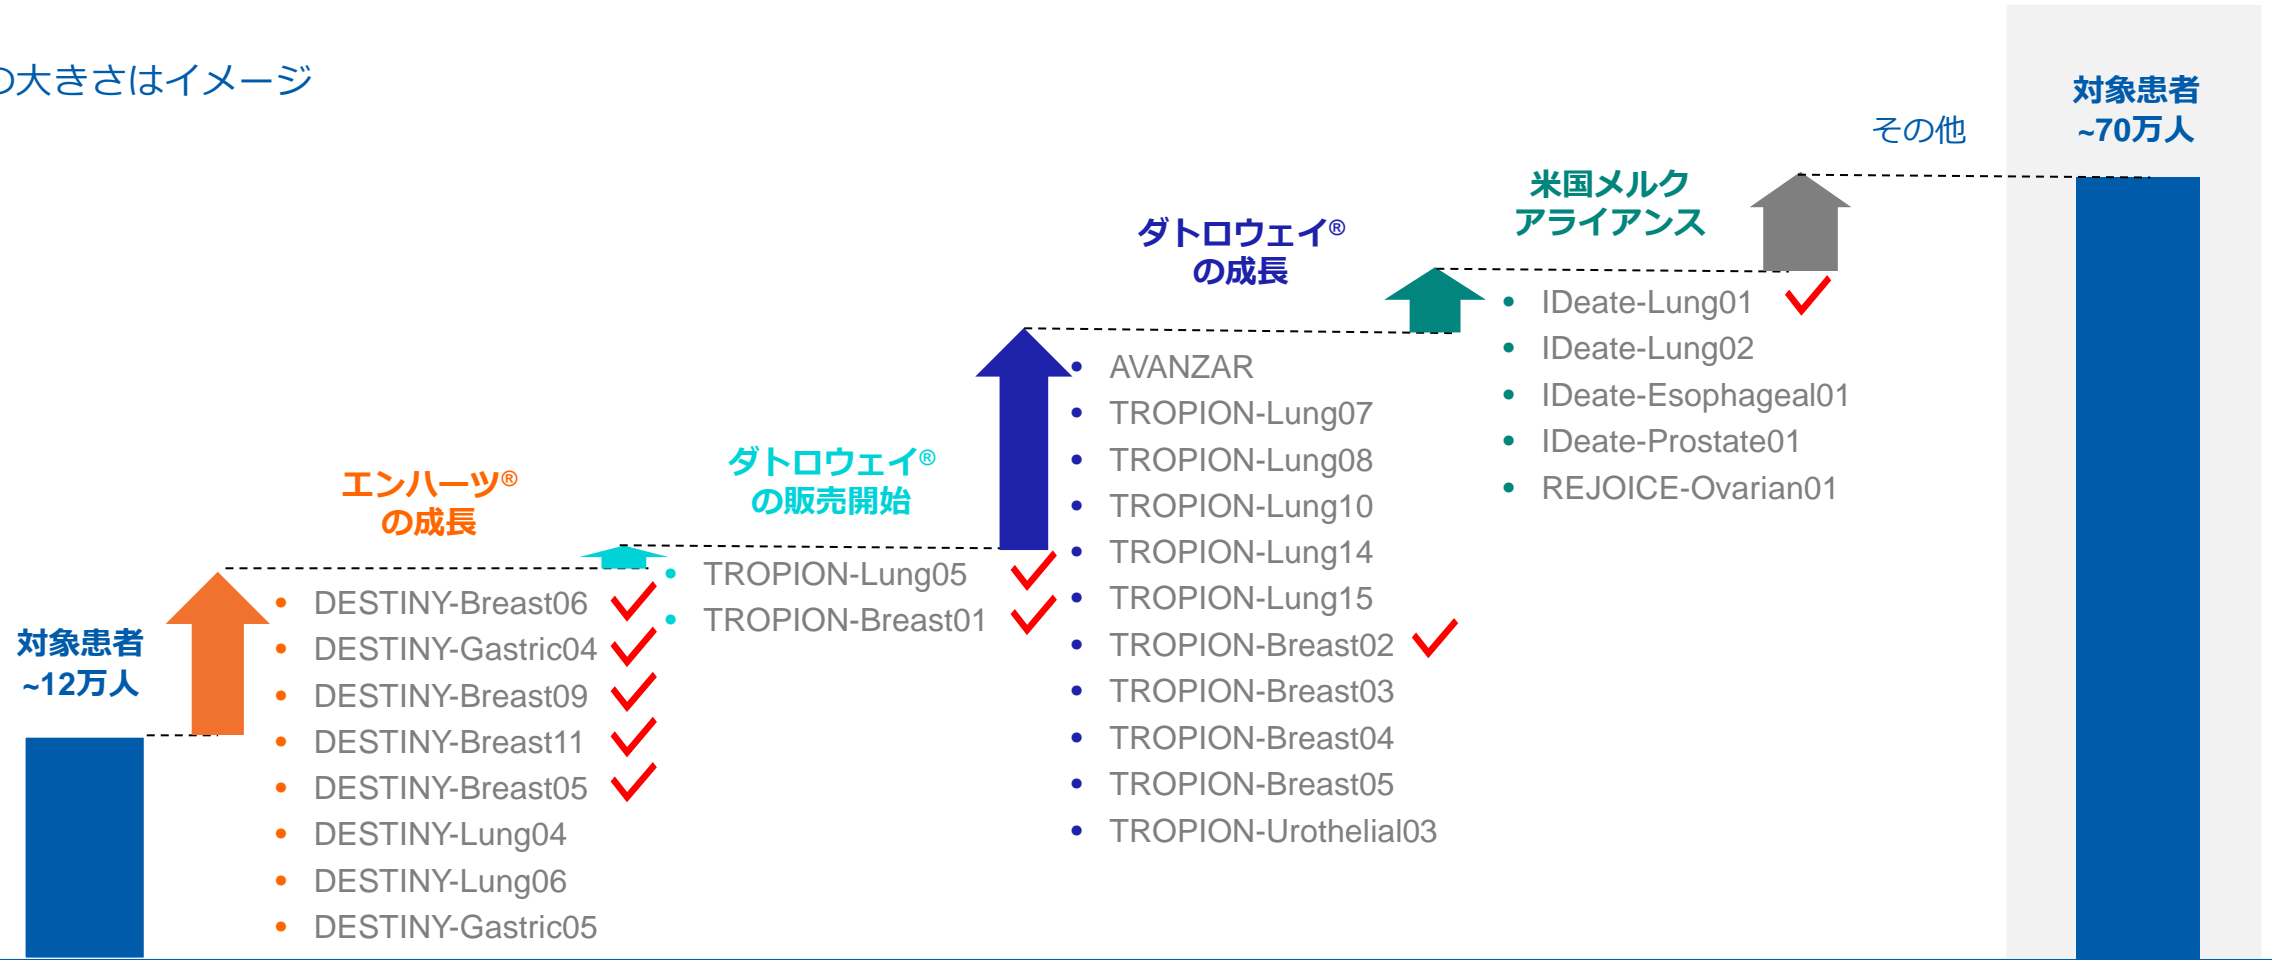 の大きさはイメージ
対象患者
~12万人
エンハーツ®
の成長
• DESTINY-Breast06
• DESTINY-Gastric04
• DESTINY-Breast09
• DESTINY-Breast11
• DESTINY-Breast05
• DESTINY-Lung04
• DESTINY-Lung06
• DESTINY-Gastric05
ダトロウェイ®
の販売開始
• TROPION-Lung05
• TROPION-Breast01
ダトロウェイ®
の成長
• AVANZAR
• TROPION-Lung07
• TROPION-Lung08
• TROPION-Lung10
• TROPION-Lung14
• TROPION-Lung15
• TROPION-Breast02
• TROPION-Breast03
• TROPION-Breast04
• TROPION-Breast05
• TROPION-Urothelial03
米国メルク
アライアンス
• IDeate-Lung01
• IDeate-Lung02
• IDeate-Esophageal01
• IDeate-Prostate01
• REJOICE-Ovarian01
その他
対象患者
~70万人